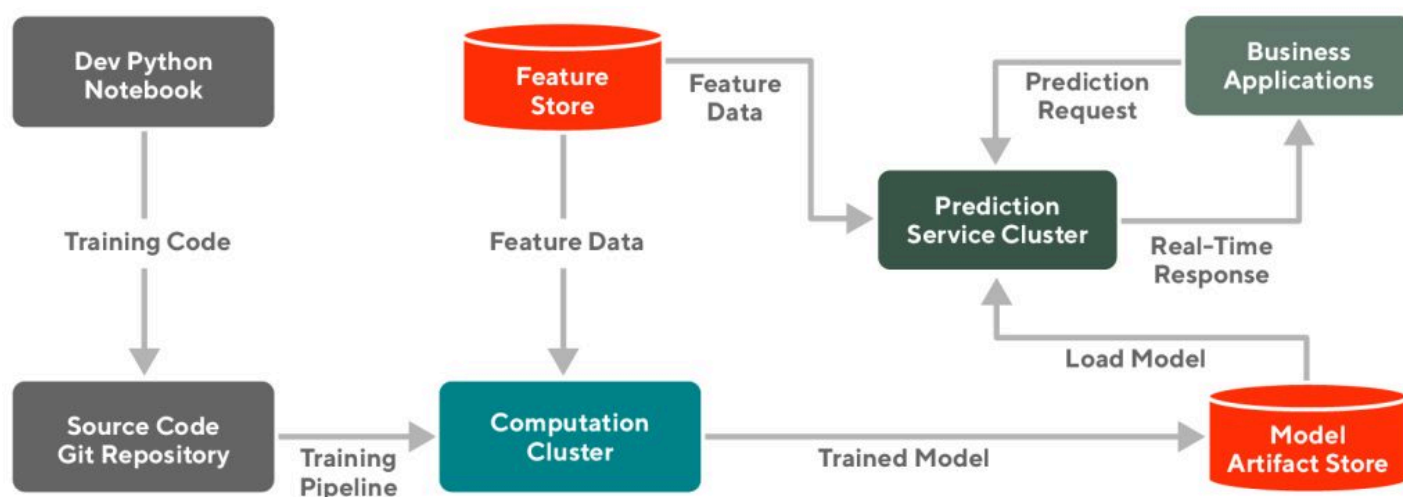 Dev Python
Notebook
Feature
Store
Feature
Data
Prediction
Request
Business
Applications
Training Code
Feature Data
Prediction
Service Cluster
Real-Time
Response
Load Model
Source Code
Git Repository
Training
Pipeline
Computation
Cluster
Trained Model
Model
Artifact Store